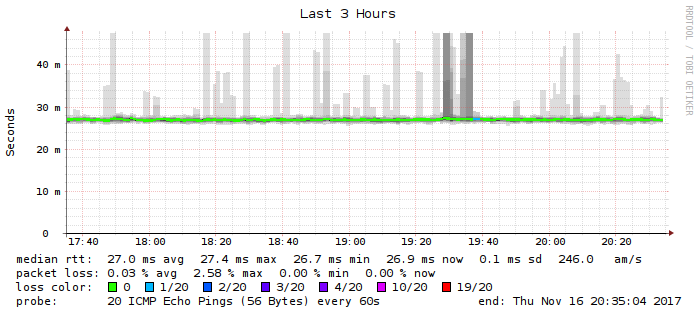 Last 3 Hours
RRDTOOL / TOBI OETIKER
Seconds
40 m
30 m
20 m
10 m
0
17:40 18:00 18:20 18:40 19:00 19:20 19:40 20:00 20:20
median rtt: 27.0 ms avg 27.4 ms max 26.7 ms min 26.9 ms now 0.1 ms sd 246.0 am/s
packet loss: 0.03 % avg 2.58 % max 0.00 % min 0.00 % now
loss color: 0 1/20 2/20 3/20 4/20 10/20 19/20
probe: 20 ICMP Echo Pings (56 Bytes) every 60s end: Thu Nov 16 20:35:04 2017